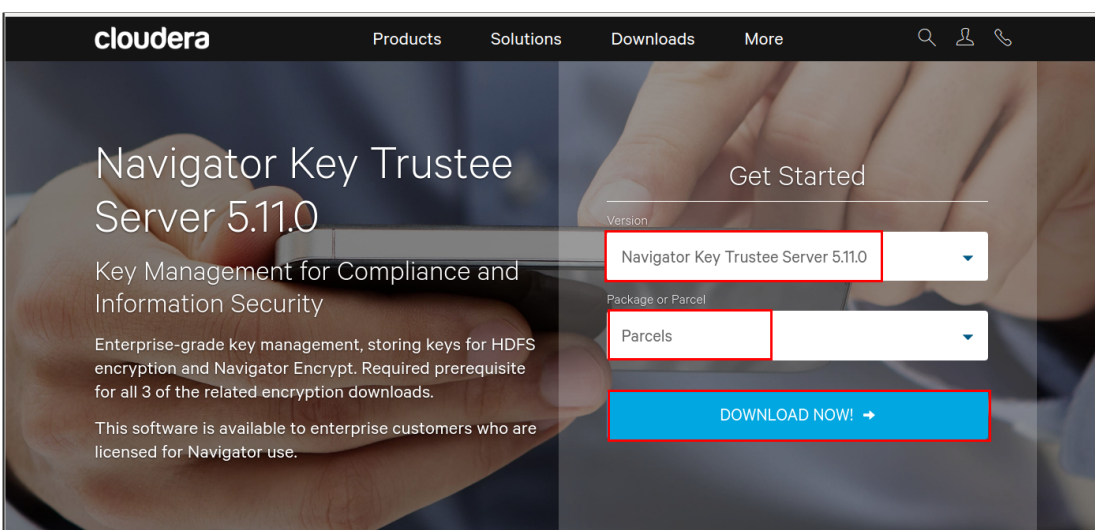 cloudera
Products Solutions Downloads More
Navigator Key Trustee
Server 5.11.0
Key Management for Compliance and
Information Security
Enterprise-grade key management, storing keys for HDFS
encryption and Navigator Encrypt. Required prerequisite
for all 3 of the related encryption downloads.
This software is available to enterprise customers who are
licensed for Navigator use.
Get Started
Version
Navigator Key Trustee Server 5.11.0
Package or Parcel
Parcels
DOWNLOAD NOW! →